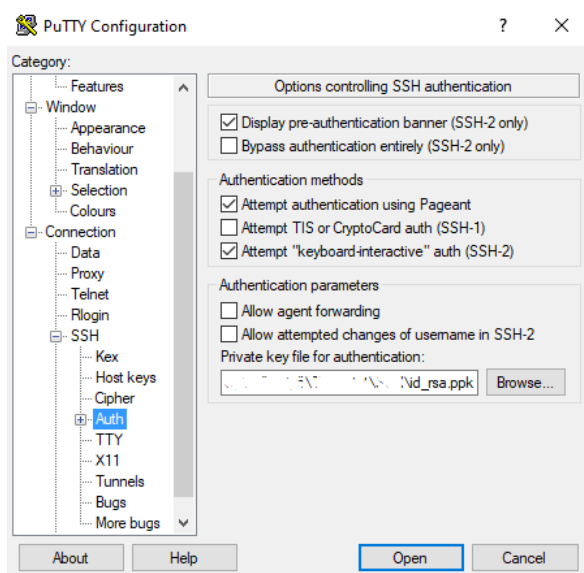 PuTTY Configuration
Category:
Features
Window
Appearance
Behaviour
Translation
Selection
Colours
Connection
Data
Proxy
Telnet
Rlogin
SSH
Kex
Host keys
Cipher
Auth
TTY
X11
Tunnels
Bugs
More bugs
Options controlling SSH authentication
Display pre-authentication banner (SSH-2 only)
Bypass authentication entirely (SSH-2 only)
Authentication methods
Attempt authentication using Pageant
Attempt TIS or CryptoCard auth (SSH-1)
Attempt "keyboard-interactive" auth (SSH-2)
Authentication parameters
Allow agent forwarding
Allow attempted changes of username in SSH-2
Private key file for authentication:
\id_rsa.ppk Browse...
About Help Open Cancel